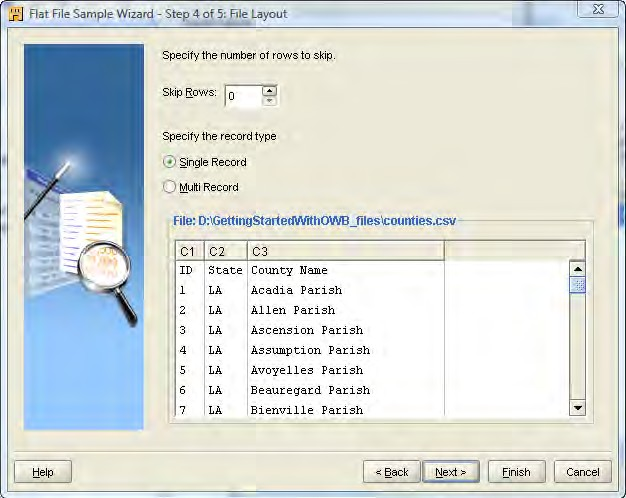 Flat File Sample Wizard - Step 4 of 5: File Layout
Specify the number of rows to skip.
Skip Rows: 0
Specify the record type
Single Record
Multi Record
File: D:\GettingStartedWithOWB_files\counties.csv
C1 C2 C3
ID State County Name
1 LA Acadia Parish
2 LA Allen Parish
3 LA Ascension Parish
4 LA Assumption Parish
5 LA Avoyelles Parish
6 LA Beauregard Parish
7 LA Bienville Parish
Help < Back Next > Finish Cancel